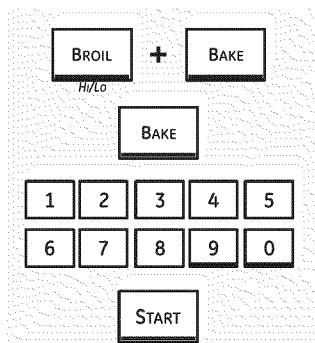 BROIL + BAKE
Hi/Lo
BAKE
1 2 3 4 5
6 7 8 9 0
START